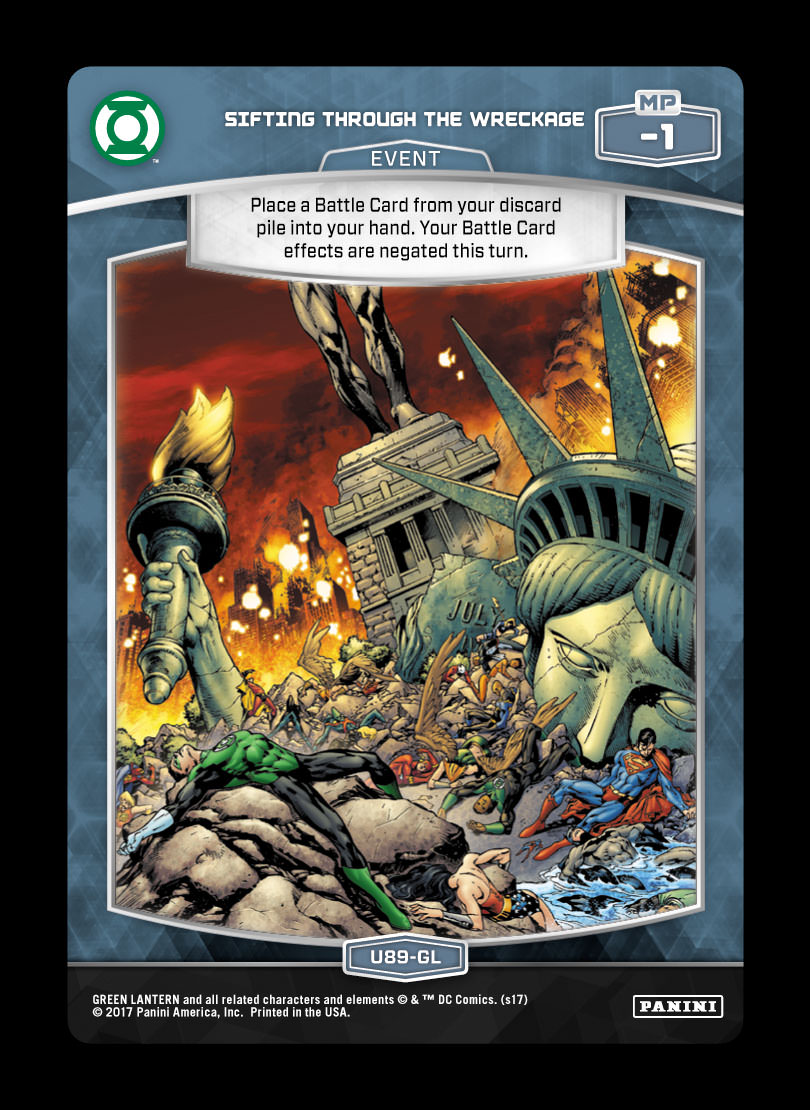 SIFTING THROUGH THE WRECKAGE
MP
-1
EVENT
Place a Battle Card from your discard
pile into your hand. Your Battle Card
effects are negated this turn.
JULY
U89-GL
GREEN LANTERN and all related characters and elements © & ™ DC Comics. (s17)
© 2017 Panini America, Inc. Printed in the USA.
PANINI
TM